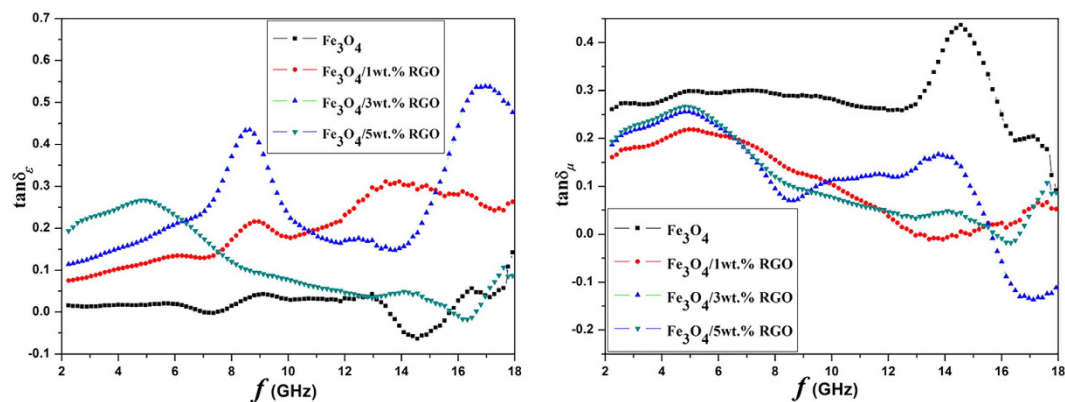 0.7
0.6
0.5
0.4
0.3
0.2
0.1
0.0
-0.1
tanδε
Fe3O4
Fe3O4/1wt.% RGO
Fe3O4/3wt.% RGO
Fe3O4/5wt.% RGO
2 4 6 8 10 12 14 16 18
f (GHz)
0.4
0.3
0.2
0.1
0.0
-0.1
-0.2
tanδμ
Fe3O4
Fe3O4/1wt.% RGO
Fe3O4/3wt.% RGO
Fe3O4/5wt.% RGO
2 4 6 8 10 12 14 16 18
f (GHz)